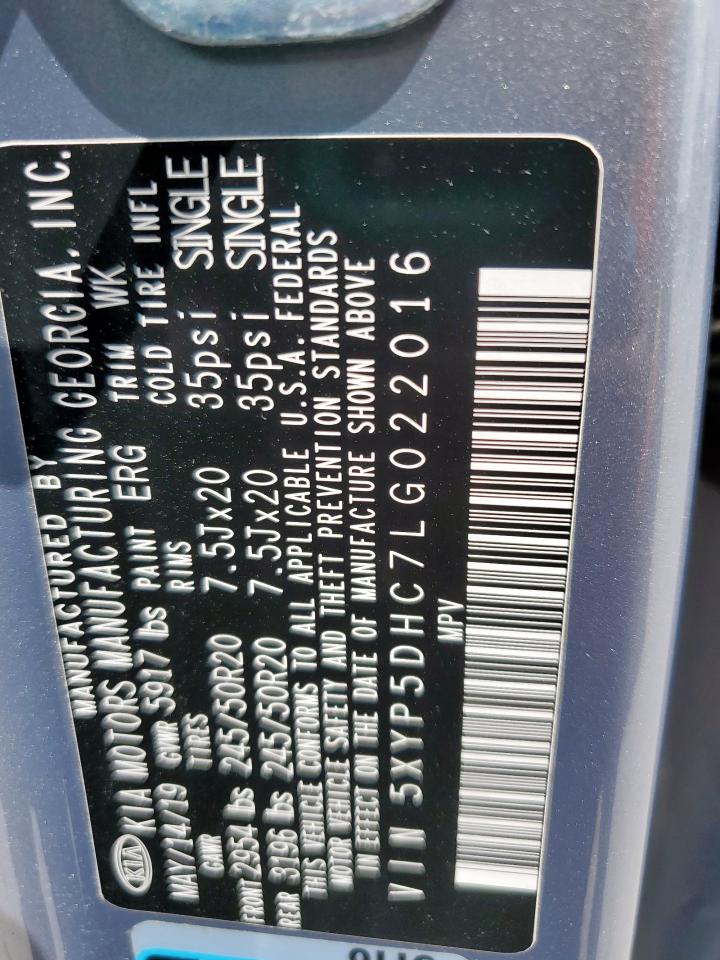 MANUFACTURED BY
KIA KIA MOTORS MANUFACTURING GEORGIA, INC.
MAY/14/19 GVWR 5917 lbs PAINT ERG TRIM WK
GAWR TIRES RIMS COLD TIRE INFL
FRONT 2954 lbs 245/50R20 7.5Jx20 35psi SINGLE
REAR 3196 lbs 245/50R20 7.5Jx20 35psi SINGLE
THIS VEHICLE CONFORMS TO ALL APPLICABLE U.S.A. FEDERAL
MOTOR VEHICLE SAFETY AND THEFT PREVENTION STANDARDS
IN EFFECT ON THE DATE OF MANUFACTURE SHOWN ABOVE
VIN 5XYP5DHC7LG022016
MPV